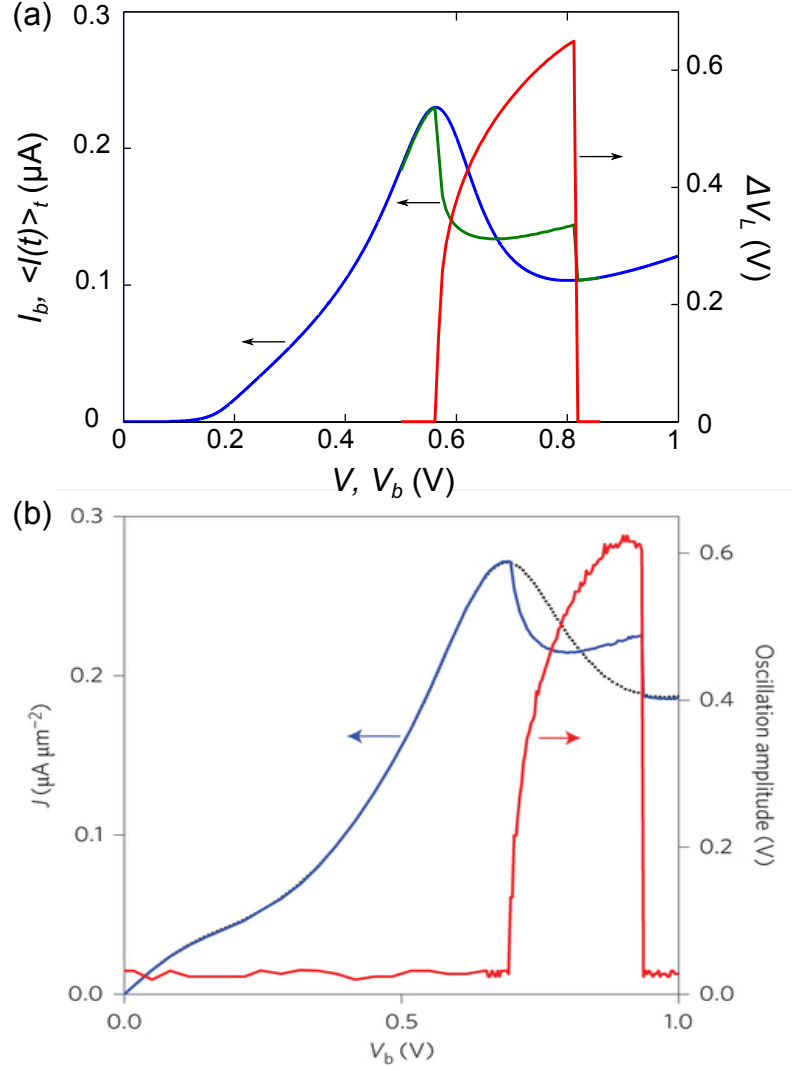 (a)
0.3
0.2
0.1
0
I_b, <I(t)>_t (μA)
0.6
0.4
0.2
0
ΔV_L (V)
0 0.2 0.4 0.6 0.8 1
V, V_b (V)
(b)
0.3
0.2
0.1
0.0
J (μA μm⁻²)
0.6
0.4
0.2
0.0
Oscillation amplitude (V)
0.0 0.5 1.0
V_b (V)